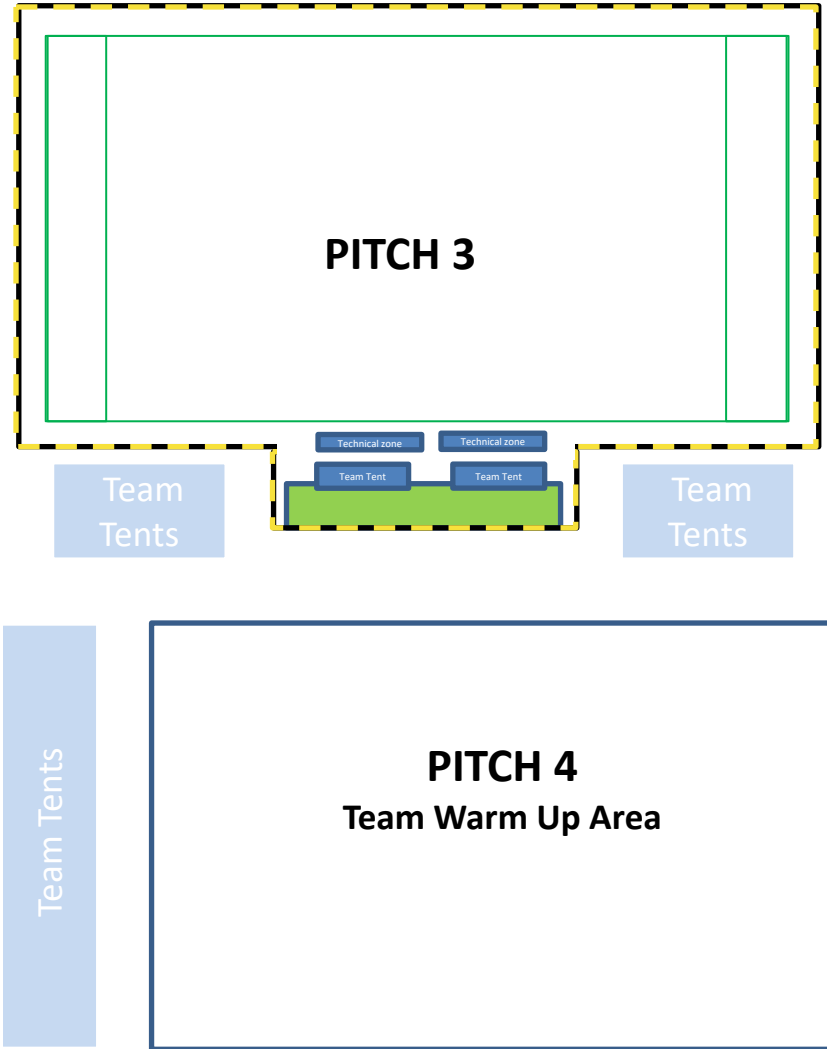 PITCH 3
Technical zone
Technical zone
Team Tent
Team Tent
Team
Tents
Team
Tents
Team Tents
PITCH 4
Team Warm Up Area